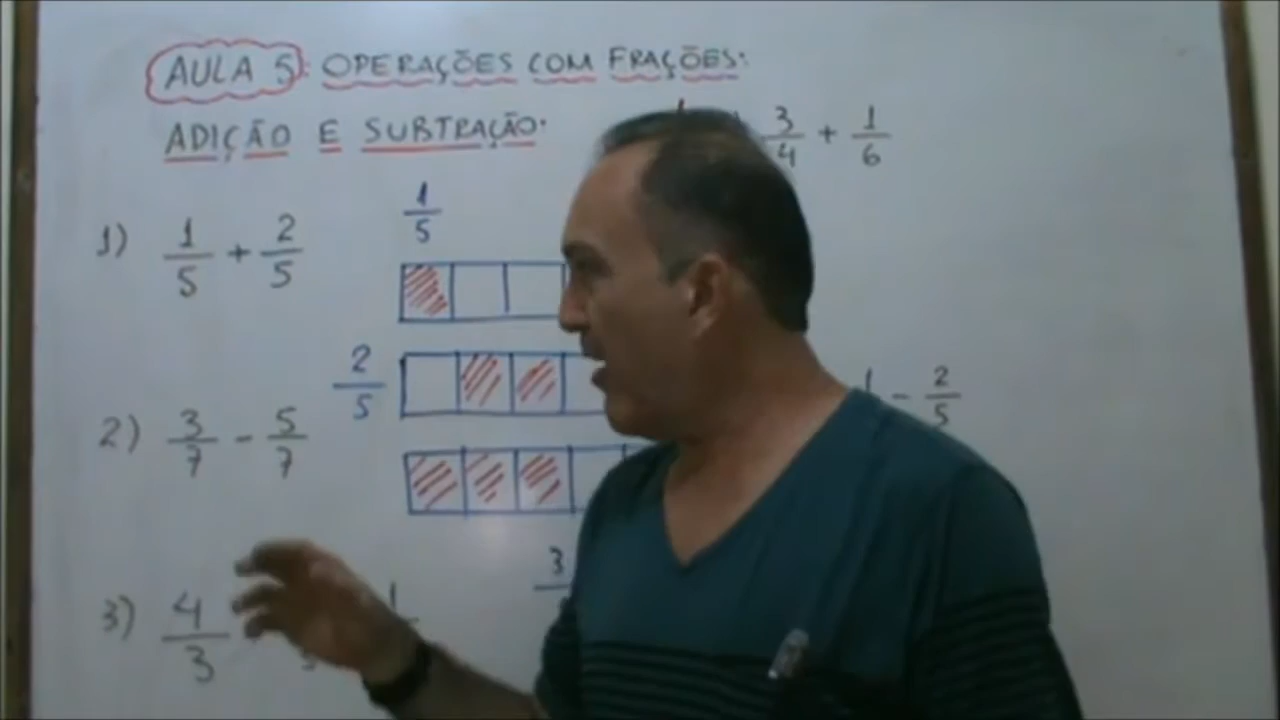 AULA 5: OPERAÇÕES COM FRAÇÕES:
ADIÇÃO E SUBTRAÇÃO.
3/4 + 1/6
1/5
1) 1/5 + 2/5
2/5
- 2/5
2) 3/7 - 5/7
3
3) 4/3